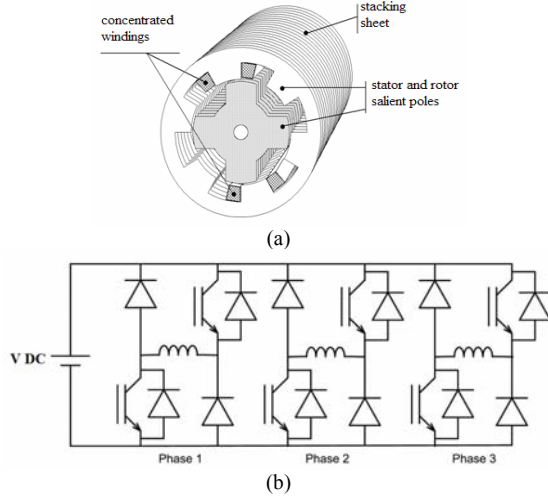 concentrated
windings
stacking
sheet
stator and rotor
salient poles
(a)
V DC
Phase 1
Phase 2
Phase 3
(b)